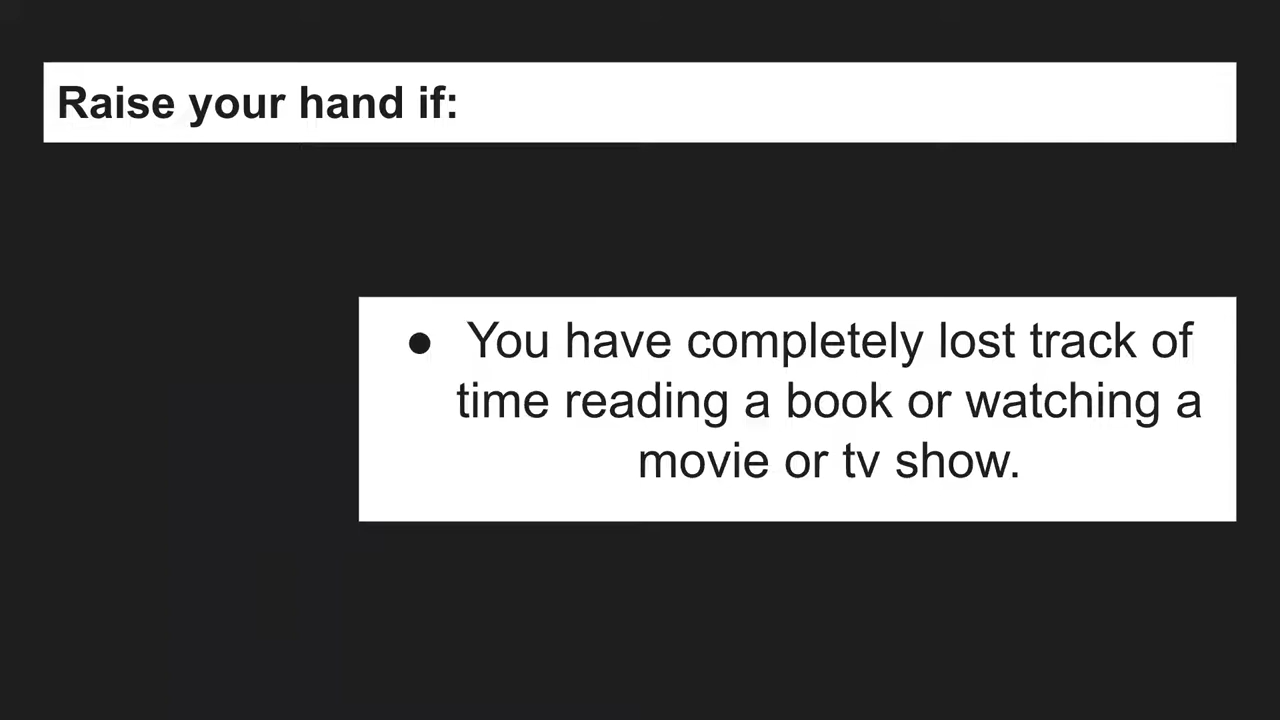 Raise your hand if:
● You have completely lost track of
time reading a book or watching a
movie or tv show.